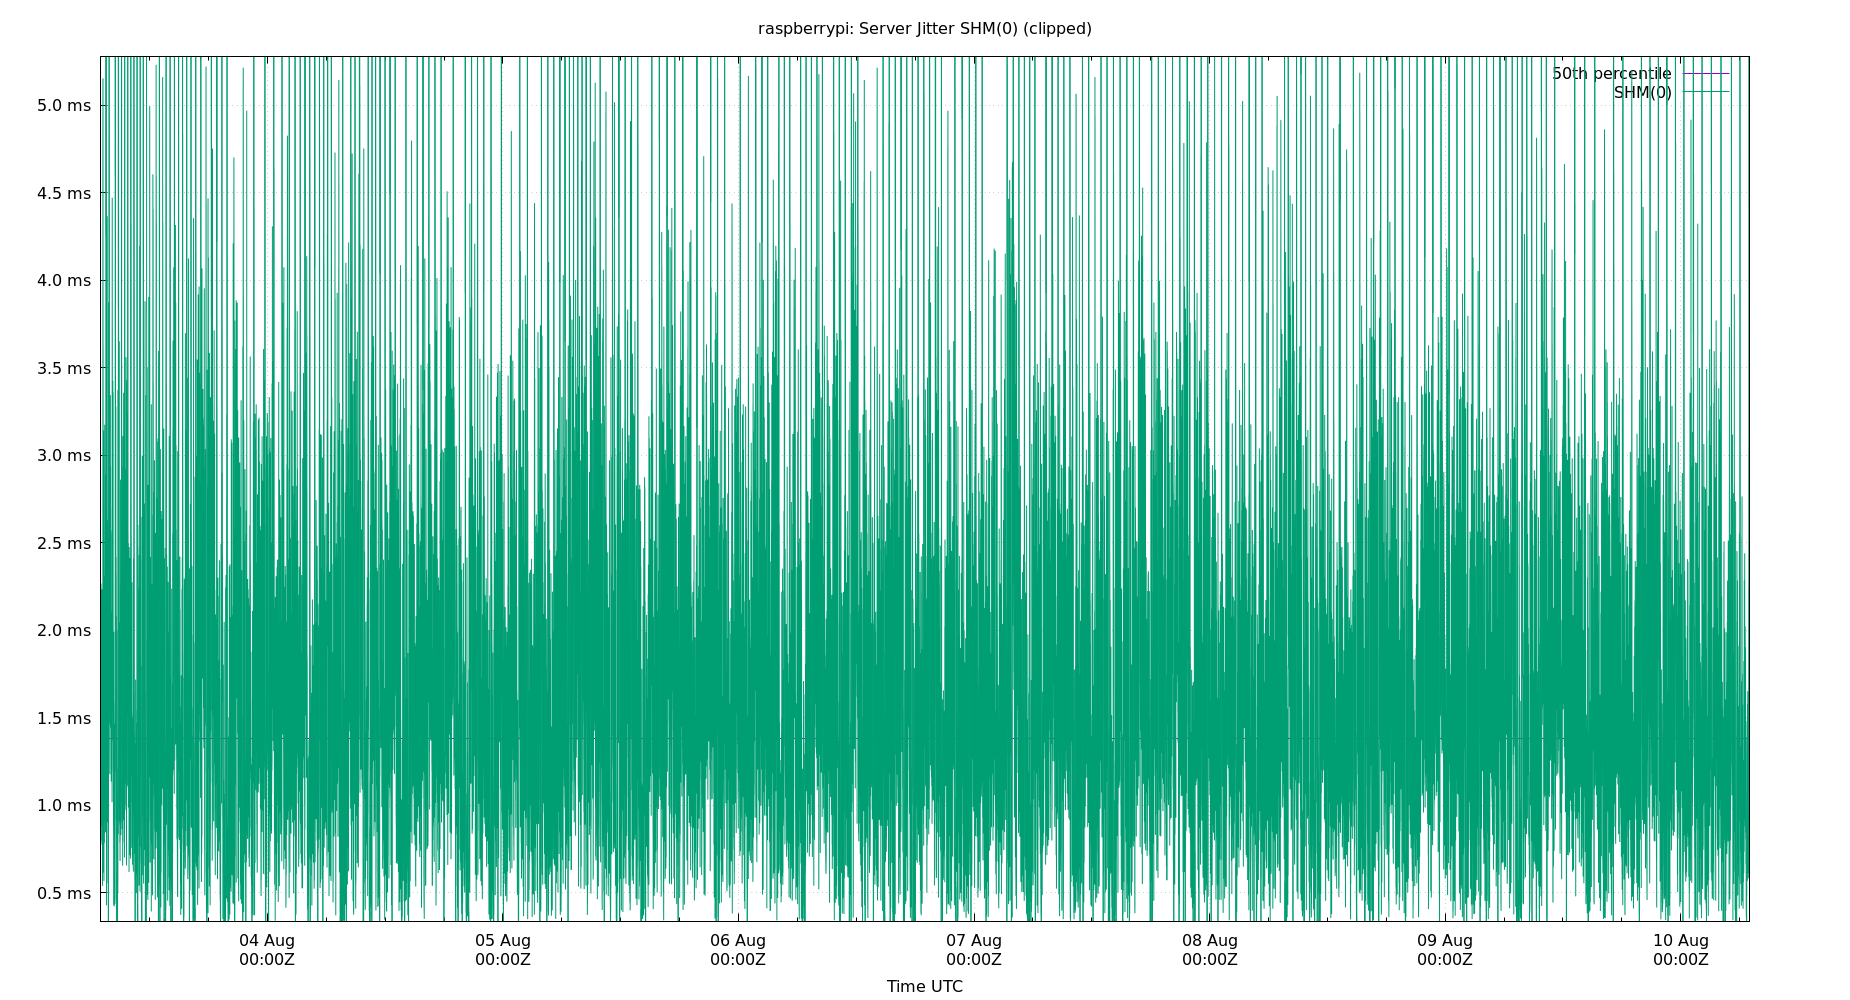 raspberrypi: Server Jitter SHM(0) (clipped)
50th percentile
SHM(0)
5.0 ms
4.5 ms
4.0 ms
3.5 ms
3.0 ms
2.5 ms
2.0 ms
1.5 ms
1.0 ms
0.5 ms
04 Aug 05 Aug 06 Aug 07 Aug 08 Aug 09 Aug 10 Aug
00:00Z 00:00Z 00:00Z 00:00Z 00:00Z 00:00Z 00:00Z
Time UTC